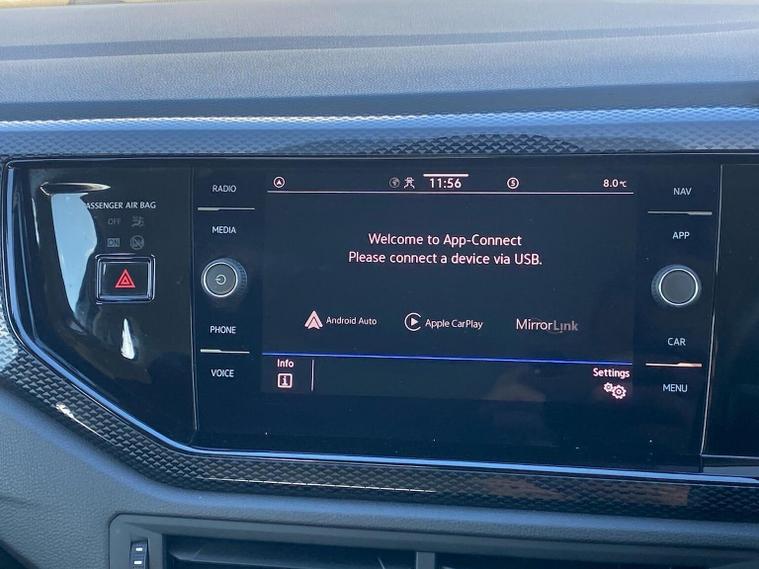 PASSENGER AIR BAG
OFF
ON
RADIO
MEDIA
PHONE
VOICE
11:56
8.0°C
Welcome to App-Connect
Please connect a device via USB.
Android Auto
Apple CarPlay
MirrorLink
Info
Settings
NAV
APP
CAR
MENU